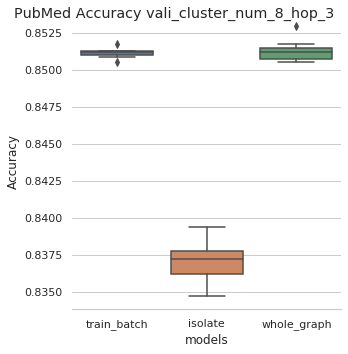 PubMed Accuracy vali_cluster_num_8_hop_3
0.8525
0.8500
0.8475
0.8450
0.8425
0.8400
0.8375
0.8350
Accuracy
train_batch
isolate
whole_graph
models